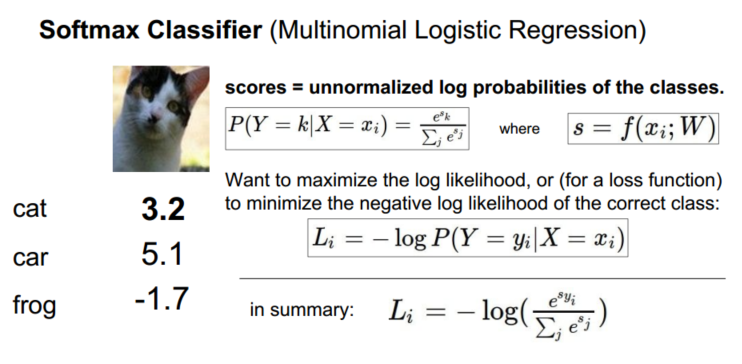 Softmax Classifier (Multinomial Logistic Regression)
scores = unnormalized log probabilities of the classes.
P(Y = k|X = x_i) = \frac{e^{s_k}}{\sum_j e^{s_j}} where s = f(x_i; W)
Want to maximize the log likelihood, or (for a loss function)
to minimize the negative log likelihood of the correct class:
L_i = − log P(Y = y_i|X = x_i)
cat 3.2
car 5.1
frog -1.7
in summary: L_i = − log(\frac{e^{s_{y_i}}}{\sum_j e^{s_j}})